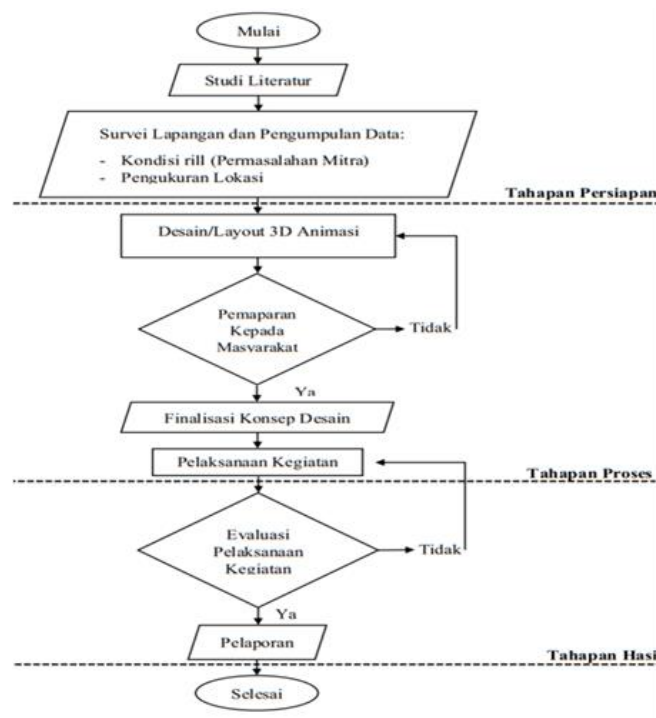 Mulai
Studi Literatur
Survei Lapangan dan Pengumpulan Data:
- Kondisi rill (Permasalahan Mitra)
- Pengukuran Lokasi
Tahapan Persiapan
Desain/Layout 3D Animasi
Pemaparan
Kepada
Masyarakat
Tidak
Ya
Finalisasi Konsep Desain
Pelaksanaan Kegiatan
Tahapan Proses
Evaluasi
Pelaksanaan
Kegiatan
Tidak
Ya
Pelaporan
Tahapan Hasi
Selesai